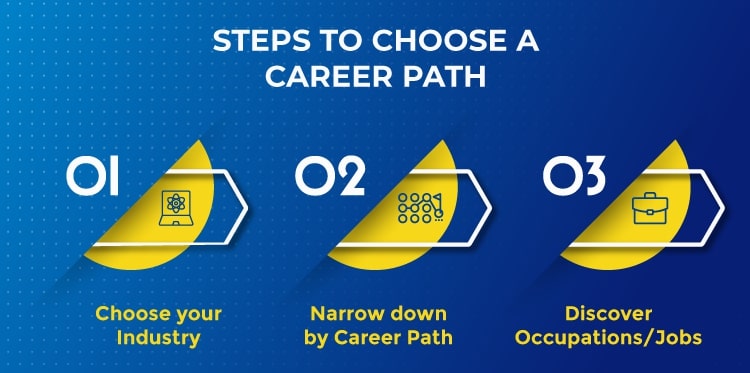 STEPS TO CHOOSE A
CAREER PATH
01
02
03
Choose your
Industry
Narrow down
by Career Path
Discover
Occupations/Jobs